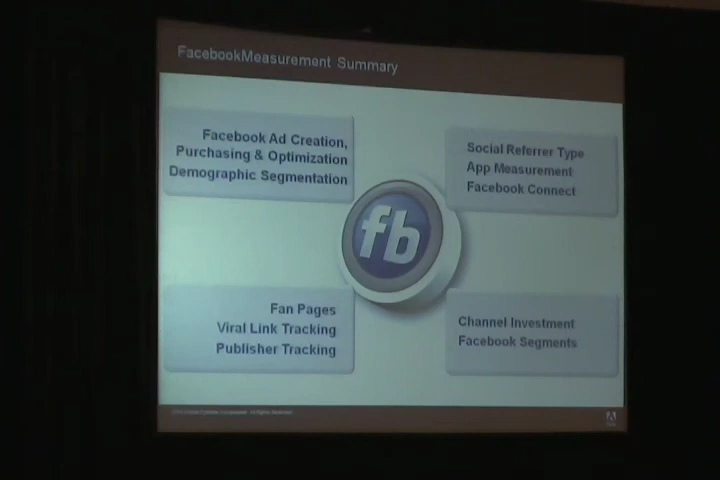 FacebookMeasurement Summary
Facebook Ad Creation,
Purchasing & Optimization
Demographic Segmentation
Social Referrer Type
App Measurement
Facebook Connect
fb
Fan Pages
Viral Link Tracking
Publisher Tracking
Channel Investment
Facebook Segments